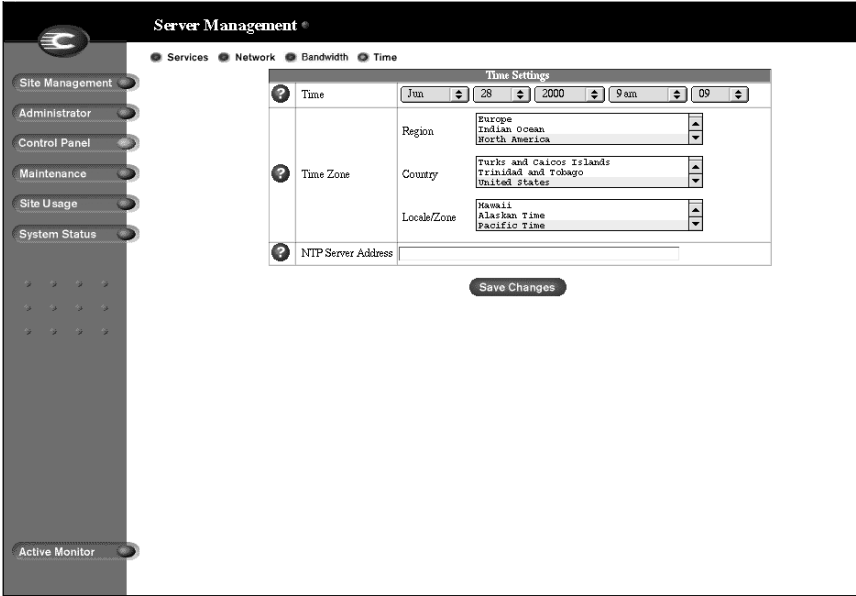 Server Management
Services Network Bandwidth Time
Site Management
Administrator
Control Panel
Maintenance
Site Usage
System Status
Active Monitor
Time Settings
Time Jun 28 2000 9 am 09
Time Zone
Region
Europe
Indian Ocean
North America
Country
Turks and Caicos Islands
Trinidad and Tobago
United States
Locale/Zone
Hawaii
Alaskan Time
Pacific Time
NTP Server Address
Save Changes